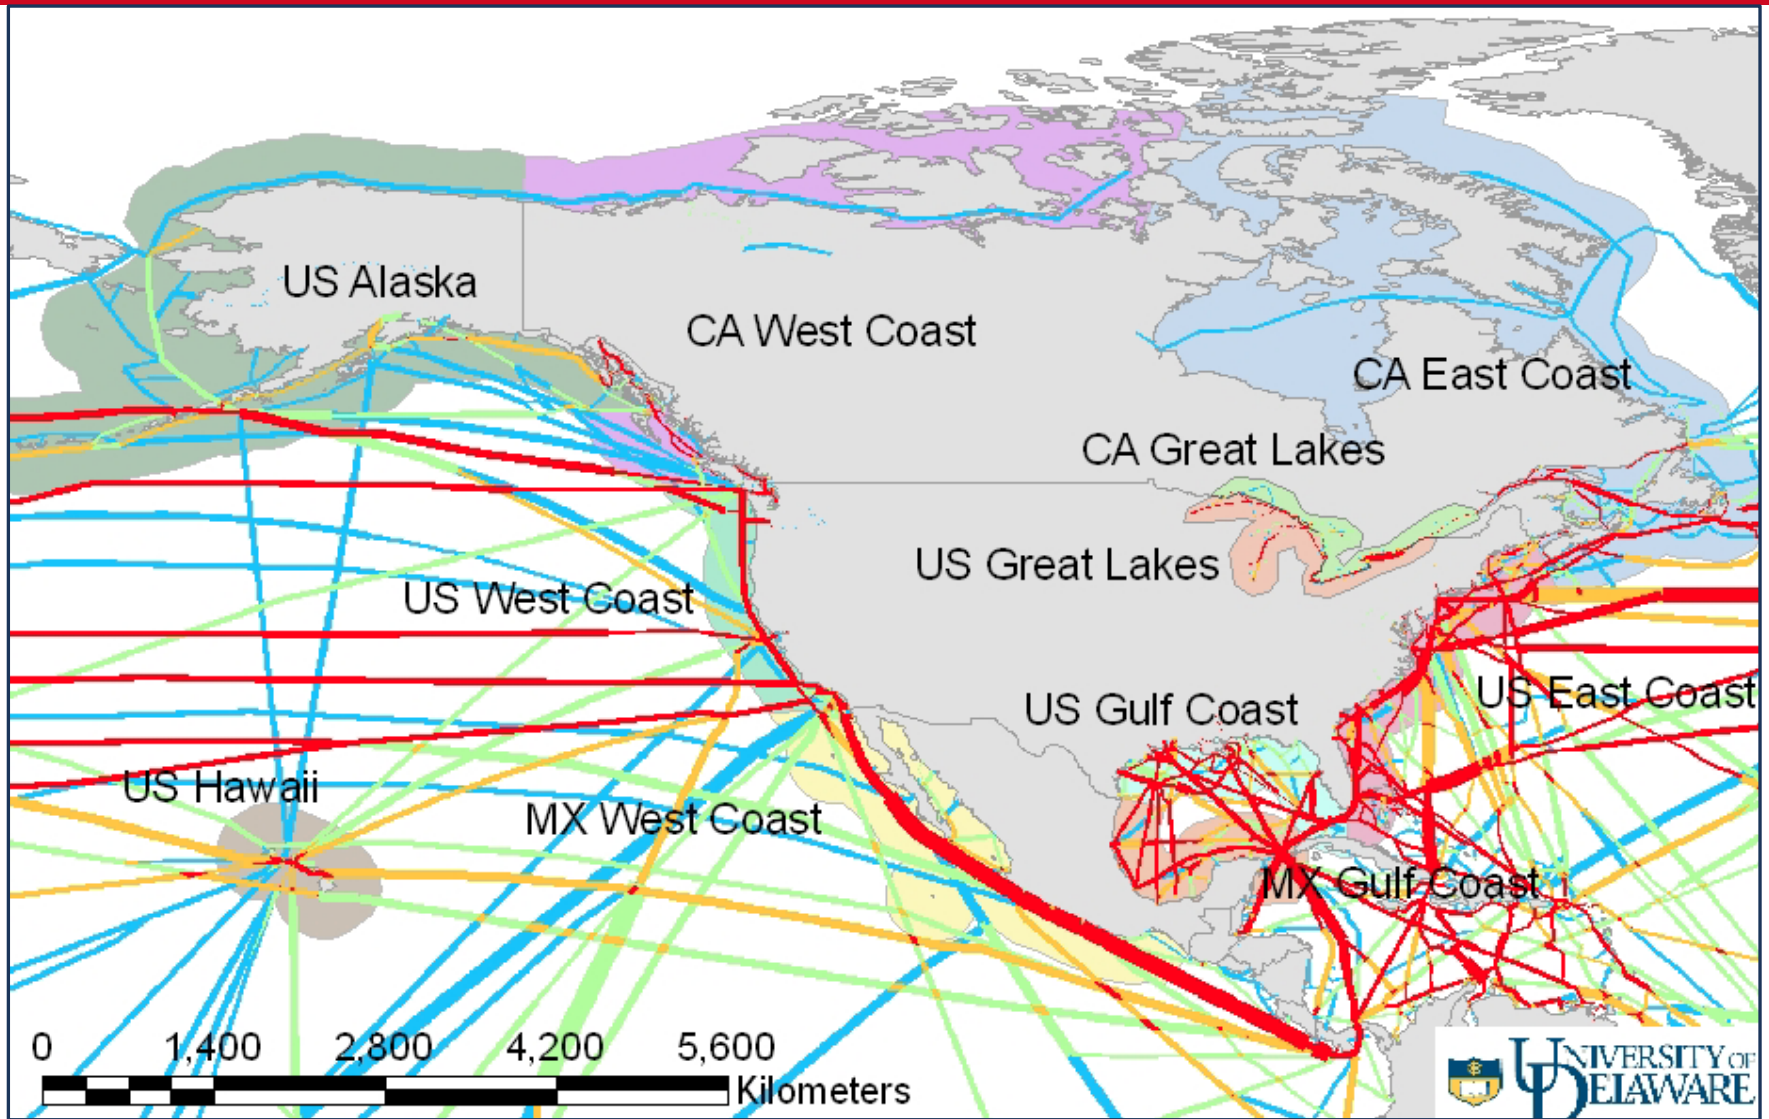 US Alaska
CA West Coast
CA East Coast
CA Great Lakes
US Great Lakes
US West Coast
US East Coast
US Gulf Coast
US Hawaii
MX West Coast
MX Gulf Coast
0 1,400 2,800 4,200 5,600
Kilometers
UNIVERSITY OF
DELAWARE